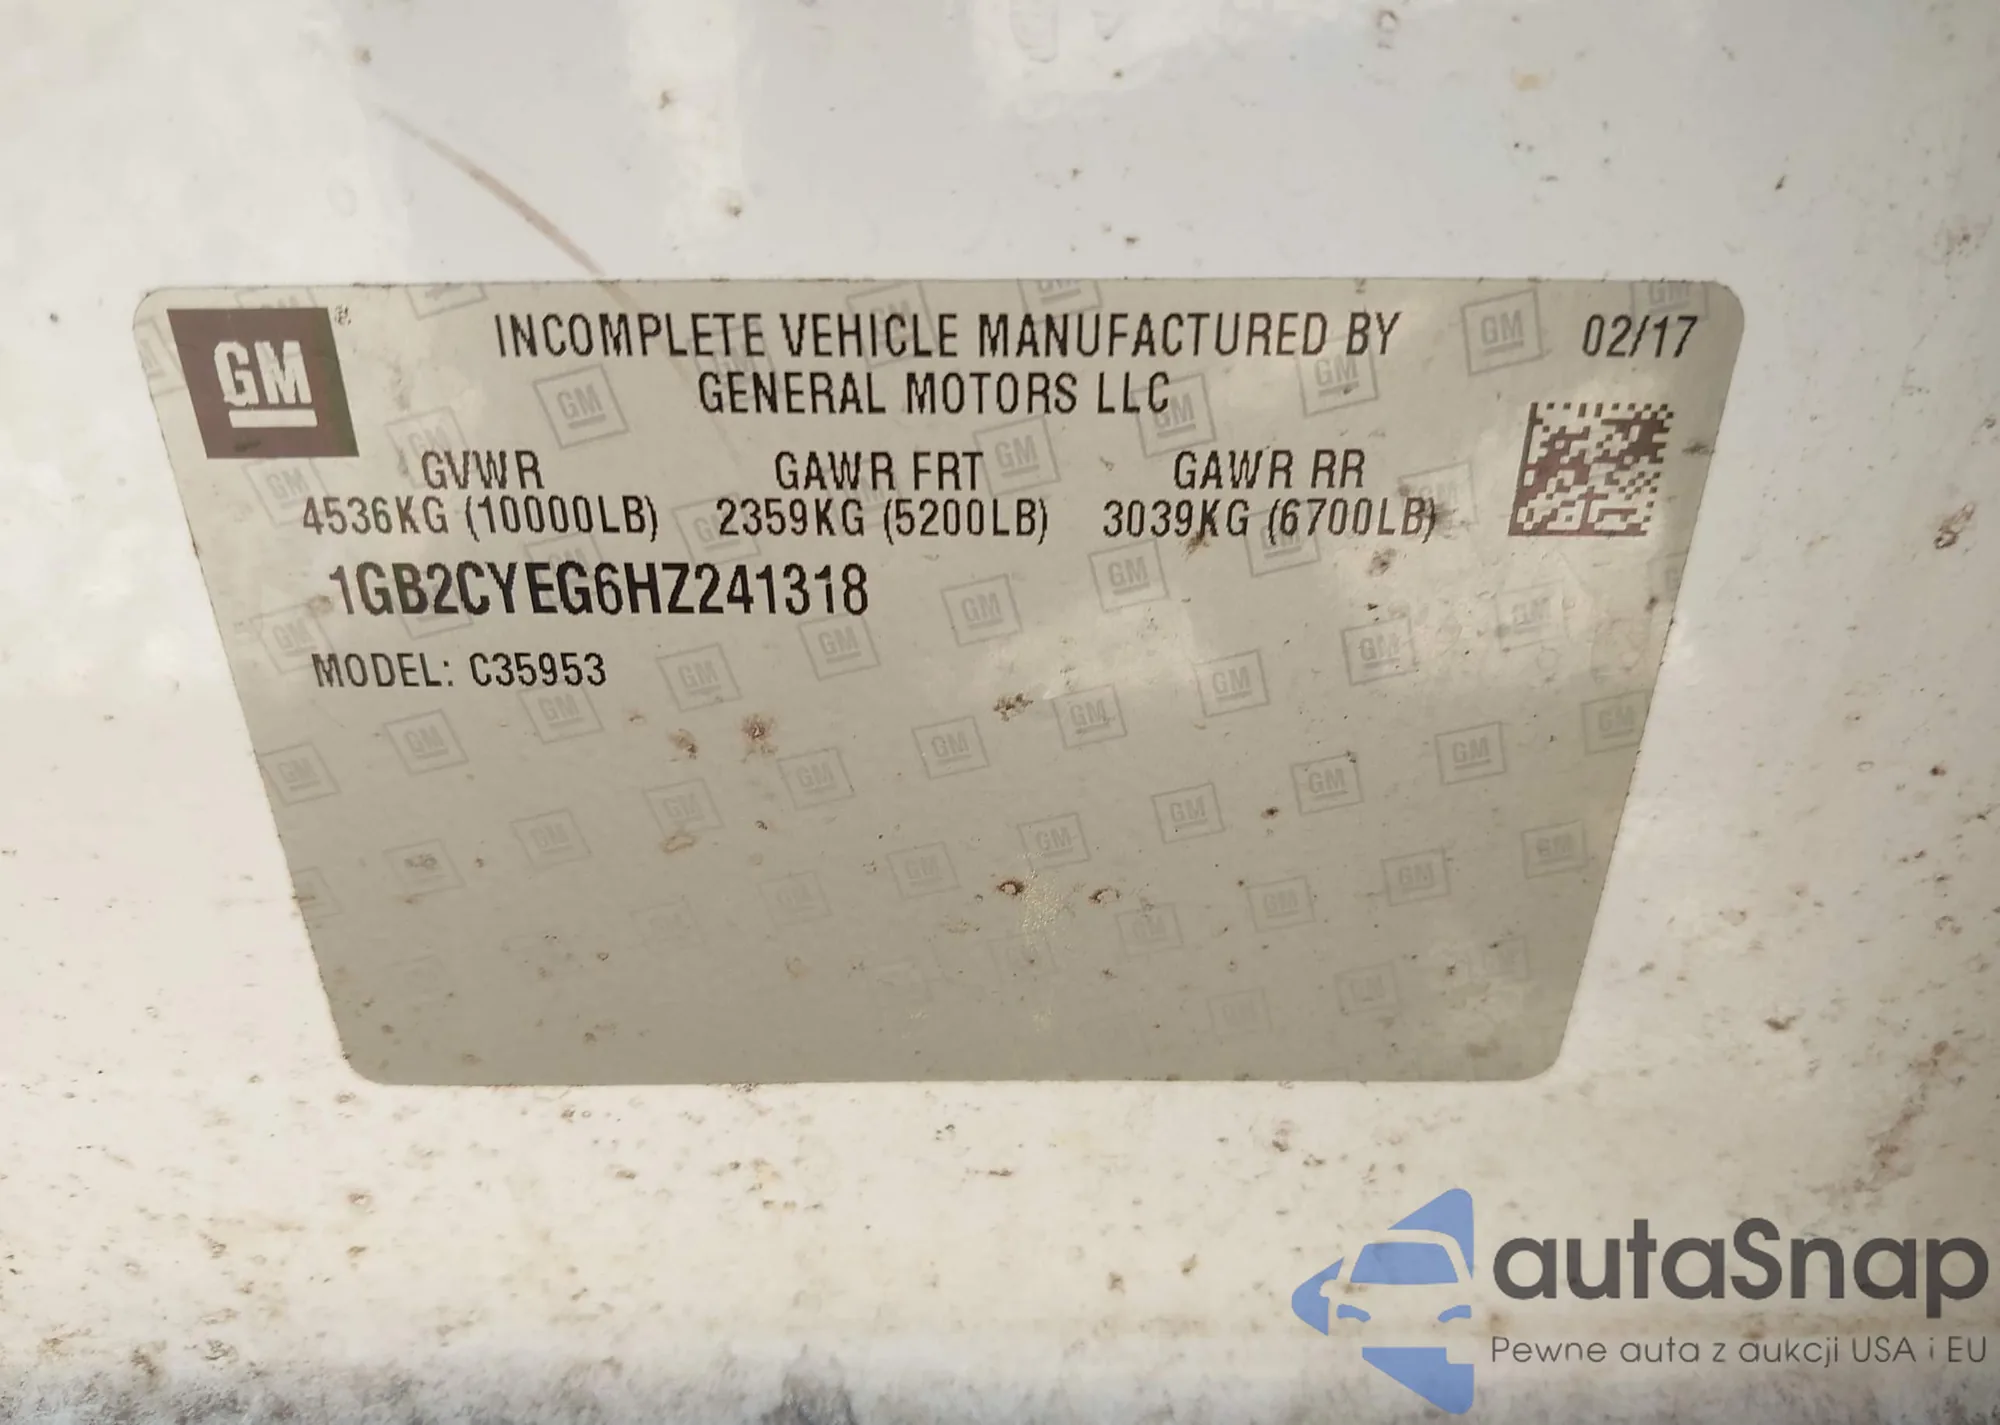 GM ®
INCOMPLETE VEHICLE MANUFACTURED BY
GENERAL MOTORS LLC
02/17
GVWR GAWR FRT GAWR RR
4536KG (10000LB) 2359KG (5200LB) 3039KG (6700LB)
1GB2CYEG6HZ241318
MODEL: C35953
autaSnap
Pewne auta z aukcji USA i EU